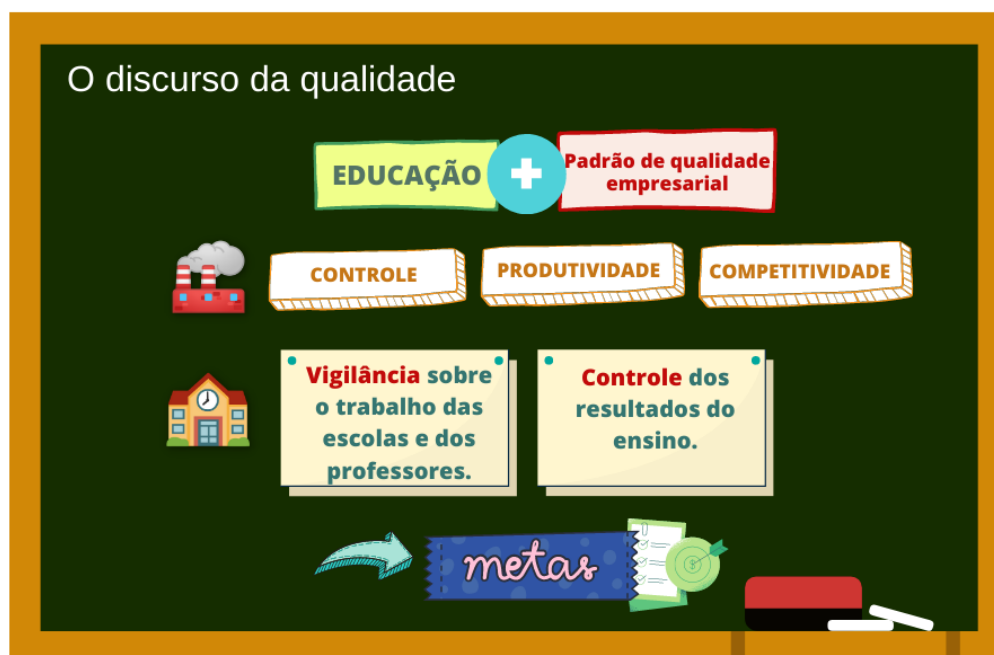 O discurso da qualidade
EDUCAÇÃO
Padrão de qualidade
empresarial
CONTROLE
PRODUTIVIDADE
COMPETITIVIDADE
Vigilância sobre
o trabalho das
escolas e dos
professores.
Controle dos
resultados do
ensino.
metas